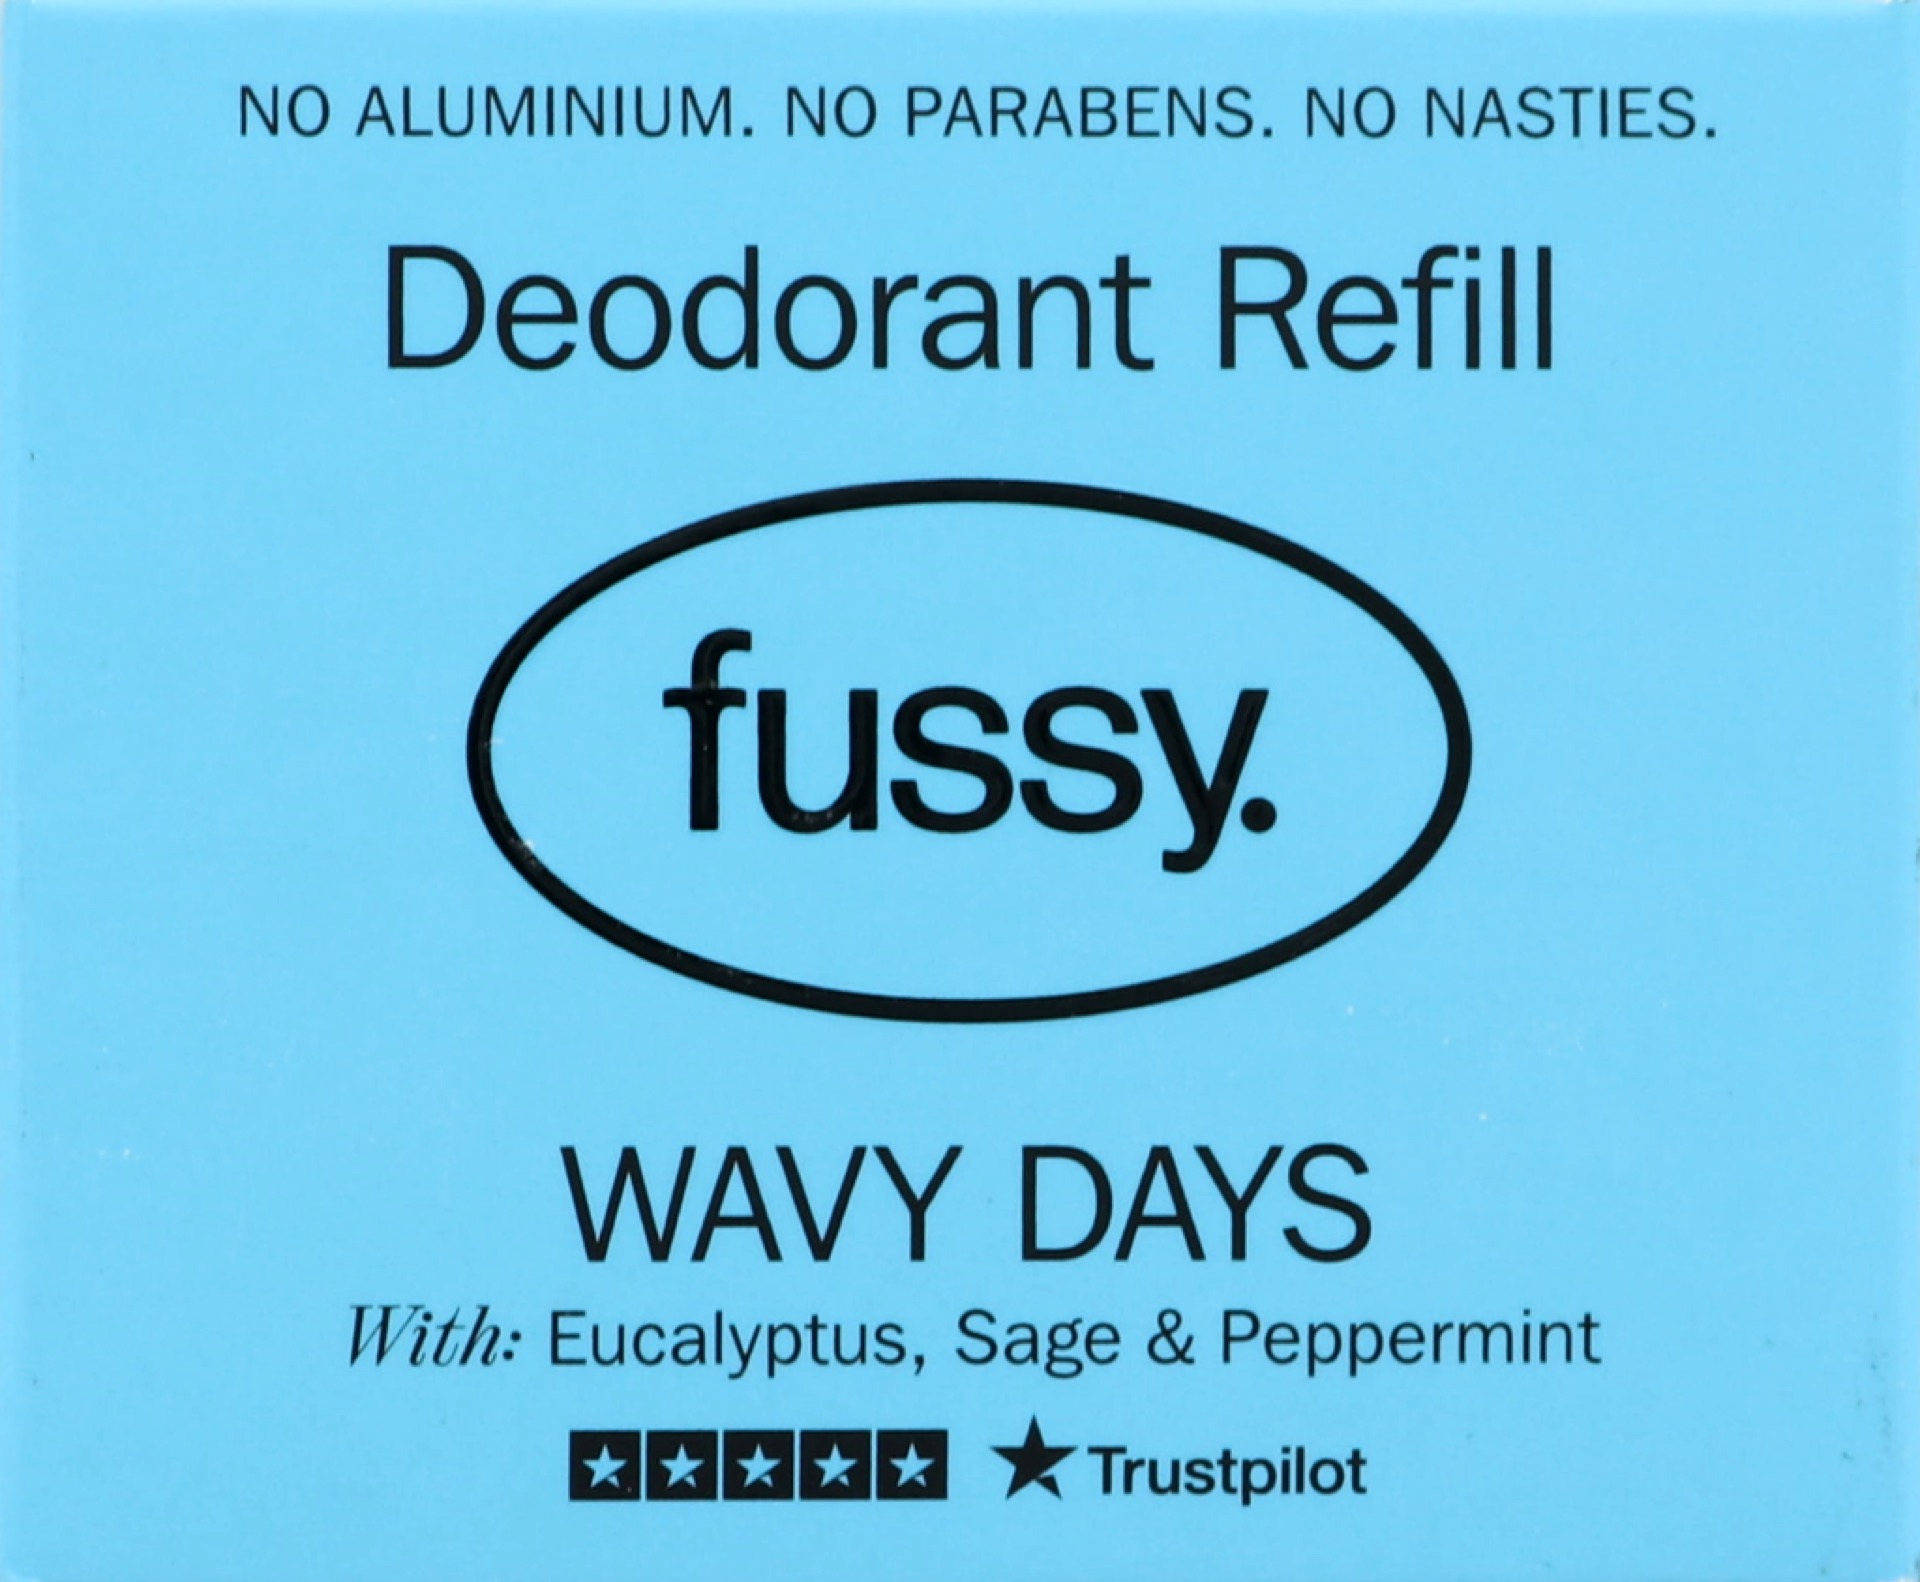 NO ALUMINIUM. NO PARABENS. NO NASTIES.
Deodorant Refill
fussy.
WAVY DAYS
With: Eucalyptus, Sage & Peppermint
Trustpilot